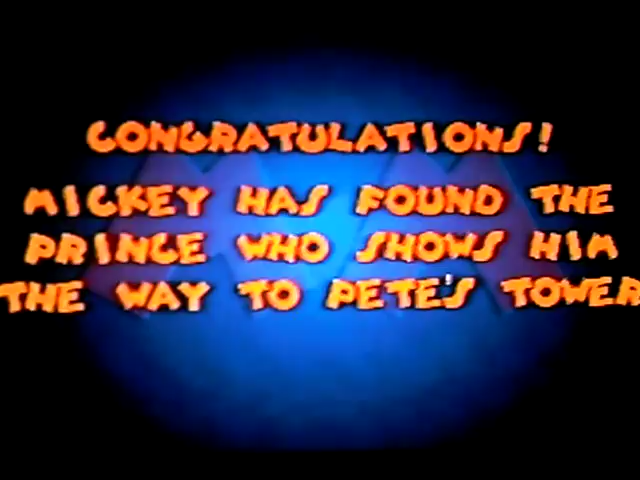 CONGRATULATIONS!
MICKEY HAS FOUND THE
PRINCE WHO SHOWS HIM
THE WAY TO PETE'S TOWER